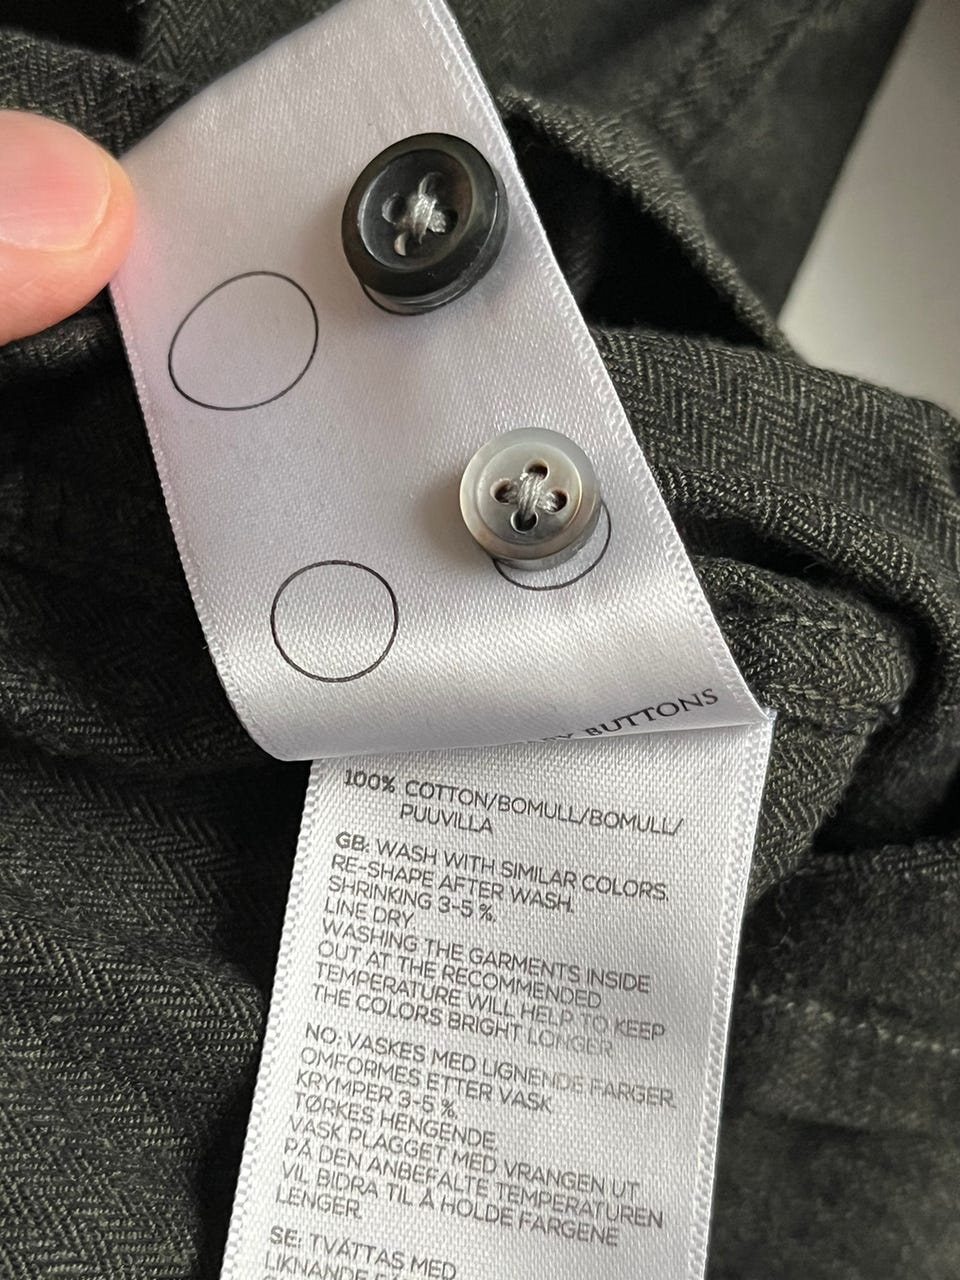 BUTTONS
100% COTTON/BOMULL/BOMULL/
PUUVILLA
GB: WASH WITH SIMILAR COLORS.
RE-SHAPE AFTER WASH.
SHRINKING 3-5 %.
LINE DRY.
WASHING THE GARMENTS INSIDE
OUT AT THE RECOMMENDED
TEMPERATURE WILL HELP TO KEEP
THE COLORS BRIGHT LONGER
NO: VASKES MED LIGNENDE FARGER.
OMFORMES ETTER VASK
KRYMPER 3-5 %.
TØRKES HENGENDE.
VASK PLAGGET MED VRANGEN UT
PÅ DEN ANBEFALTE TEMPERATUREN
VIL BIDRA TIL Å HOLDE FARGENE
LENGER.
SE: TVÄTTAS MED
LIKNANDE